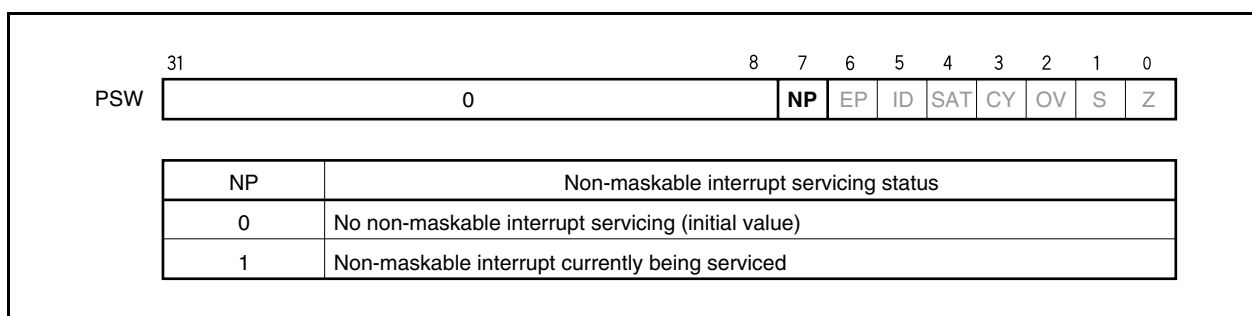 31 8 7 6 5 4 3 2 1 0
PSW 0 NP EP ID SAT CY OV S Z
NP Non-maskable interrupt servicing status
0 No non-maskable interrupt servicing (initial value)
1 Non-maskable interrupt currently being serviced